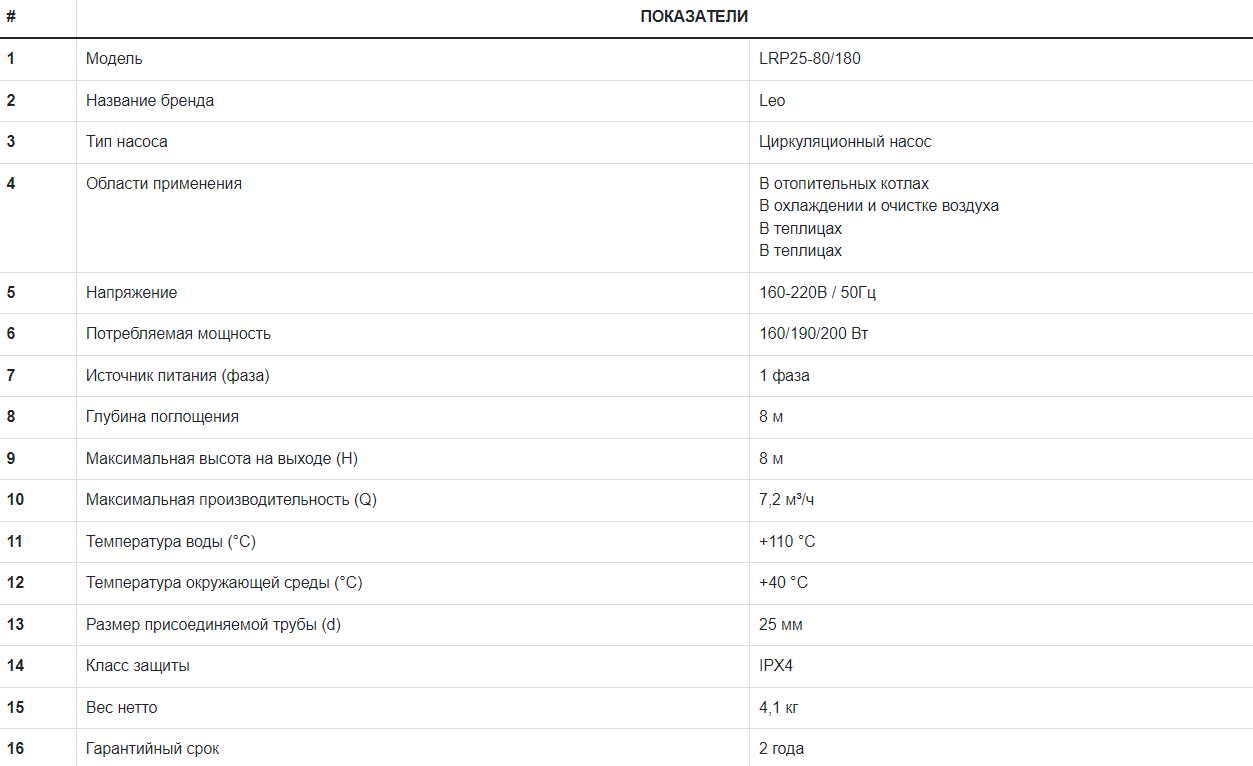 # ПОКАЗАТЕЛИ
1 Модель LRP25-80/180
2 Название бренда Leo
3 Тип насоса Циркуляционный насос
4 Области применения В отопительных котлах
В охлаждении и очистке воздуха
В теплицах
В теплицах
5 Напряжение 160-220В / 50Гц
6 Потребляемая мощность 160/190/200 Вт
7 Источник питания (фаза) 1 фаза
8 Глубина поглощения 8 м
9 Максимальная высота на выходе (H) 8 м
10 Максимальная производительность (Q) 7,2 м³/ч
11 Температура воды (°C) +110 °C
12 Температура окружающей среды (°C) +40 °C
13 Размер присоединяемой трубы (d) 25 мм
14 Класс защиты IPX4
15 Вес нетто 4,1 кг
16 Гарантийный срок 2 года